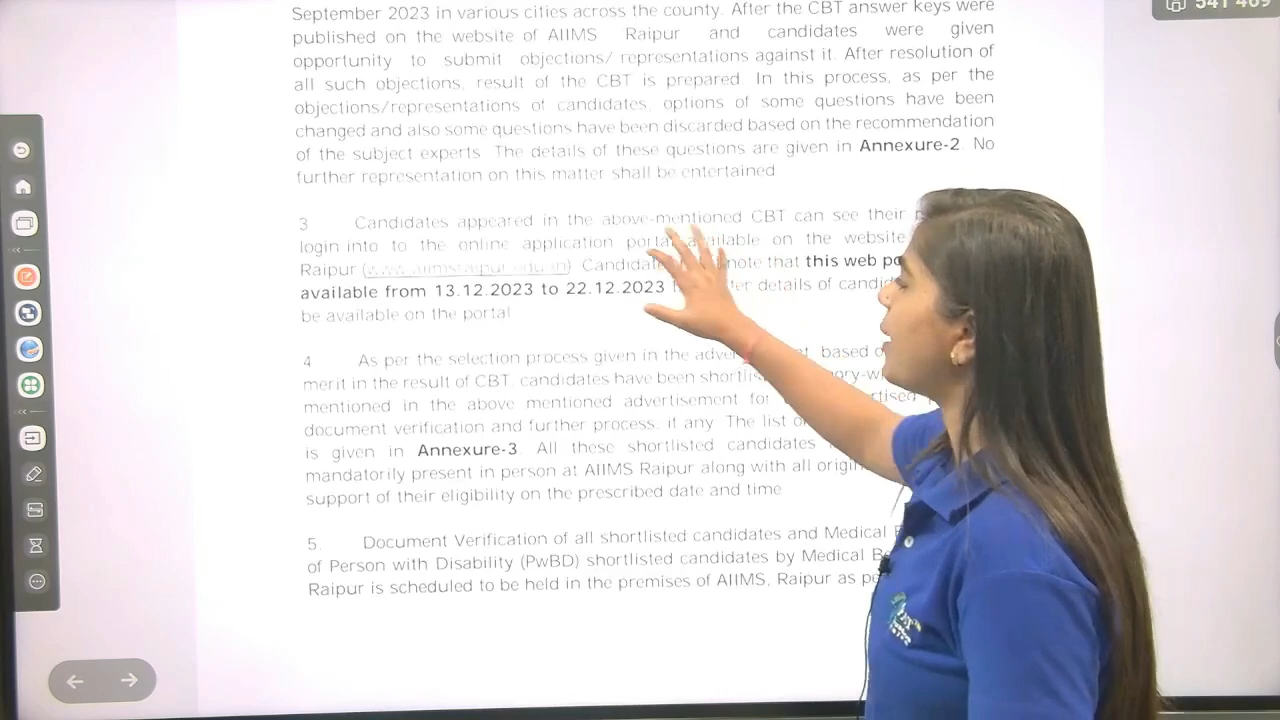 541 469
September 2023 in various cities across the county. After the CBT answer keys were
published on the website of AIIMS Raipur and candidates were given
opportunity to submit objections/ representations against it. After resolution of
all such objections, result of the CBT is prepared. In this process, as per the
objections/representations of candidates, options of some questions have been
changed and also some questions have been discarded based on the recommendation
of the subject experts. The details of these questions are given in Annexure-2. No
further representation on this matter shall be entertained.
3 Candidates appeared in the above-mentioned CBT can see their
login into to the online application portal available on the website
Raipur (www.aiimsraipur.edu.in). note that this web
available from 13.12.2023 to 22.12.2023 details of
be available on the portal.
4 As per the selection process given in the based
merit in the result of CBT, candidates have been
mentioned in the above mentioned advertisement for
document verification and further process, if any. The list
is given in Annexure-3. All these shortlisted candidates
mandatorily present in person at AIIMS Raipur along with all
support of their eligibility on the prescribed date and time.
5. Document Verification of all shortlisted candidates and Medical
of Person with Disability (PwBD) shortlisted candidates by Medical
Raipur is scheduled to be held in the premises of AIIMS, Raipur as